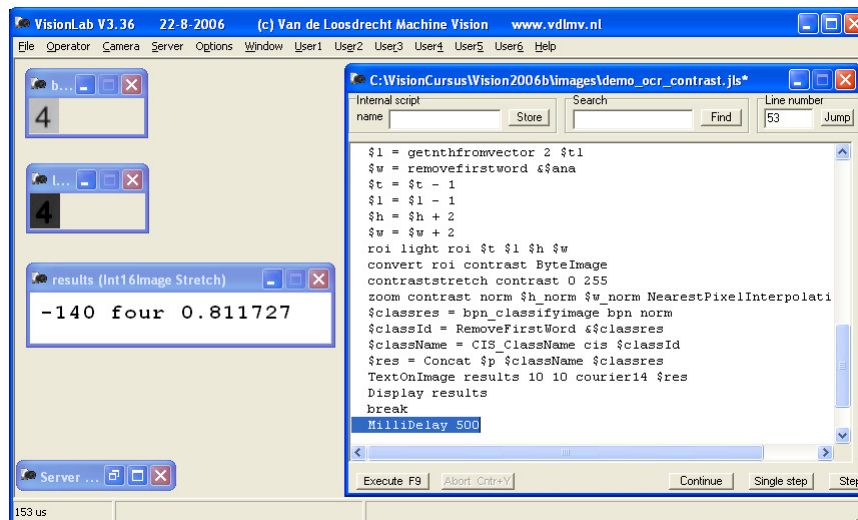 VisionLab V3.36 22-8-2006 (c) Van de Loosdrecht Machine Vision www.vdlmv.nl
File Operator Camera Server Options Window User1 User2 User3 User4 User5 User6 Help
b...
4
l...
4
results (Int16Image Stretch)
-140 four 0.811727
Server ...
C:\VisionCursus\Vision2006b\images\demo_ocr_contrast.jls*
Internal script
name
Store
Search
Find
Line number
53
Jump
$l = getnthfromvector 2 $tl
$w = removefirstword &$ana
$t = $t - 1
$l = $l - 1
$h = $h + 2
$w = $w + 2
roi light roi $t $l $h $w
convert roi contrast ByteImage
contraststretch contrast 0 255
zoom contrast norm $h_norm $w_norm NearestPixelInterpolati
$classres = bpn_classifyimage bpn norm
$classId = RemoveFirstWord &$classres
$className = CIS_ClassName cis $classId
$res = Concat $p $className $classres
TextOnImage results 10 10 courier14 $res
Display results
break
MilliDelay 500
Execute F9
Abort Cntr+Y
Continue
Single step
Step
153 us